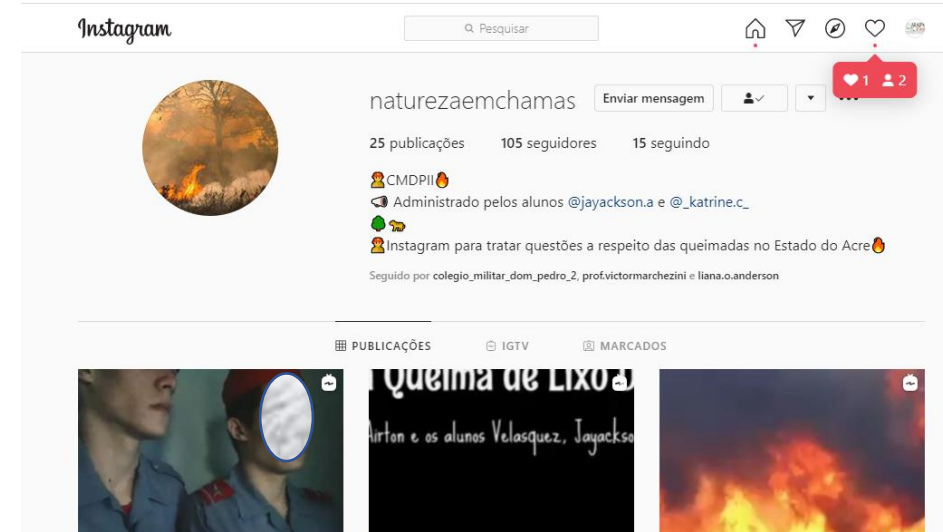 Instagram
Pesquisar
1 2
naturezaemchamas Enviar mensagem
25 publicações 105 seguidores 15 seguindo
CMDPII
Administrado pelos alunos @jayackson.a e @_katrine.c_
Instagram para tratar questões a respeito das queimadas no Estado do Acre
Seguido por colegio_militar_dom_pedro_2, prof.victormarchezini e liana.o.anderson
PUBLICAÇÕES IGTV MARCADOS
Queima de Lixo
Airton e os alunos Velasquez, Jayackso